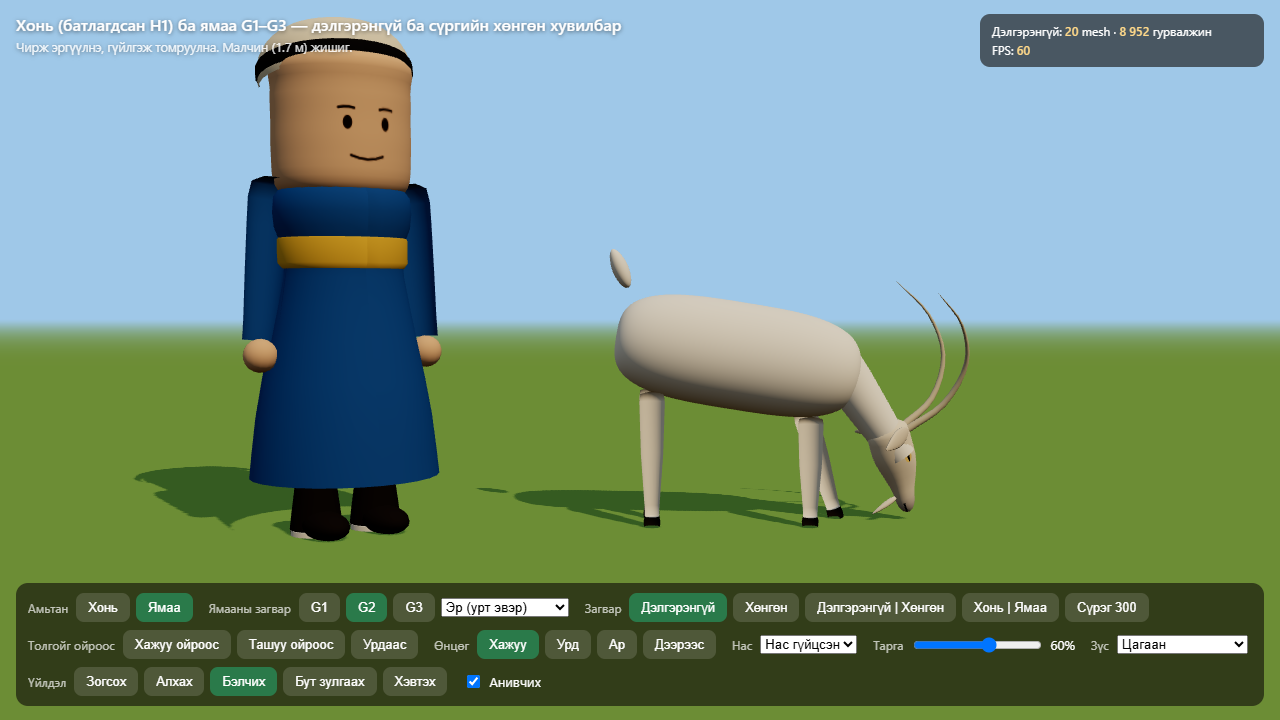 Хонь (батлагдсан H1) ба ямаа G1–G3 — дэлгэрэнгүй ба сүргийн хөнгөн хувилбар
Чирж эргүүлнэ, гүйлгэж томруулна. Малчин (1.7 м) жишиг.
Дэлгэрэнгүй: 20 mesh · 8 952 гурвалжин
FPS: 60
Амьтан Хонь Ямаа Ямааны загвар G1 G2 G3 Эр (урт эвэр) Загвар Дэлгэрэнгүй Хөнгөн Дэлгэрэнгүй | Хөнгөн Хонь | Ямаа Сүрэг 300
Толгойг ойроос Хажуу ойроос Ташуу ойроос Урдаас Өнцөг Хажуу Урд Ар Дээрээс Нас Нас гүйцсэн Тарга 60% Зүс Цагаан
Үйлдэл Зогсох Алхах Бэлчих Бут зулгаах Хэвтэх Анивчих